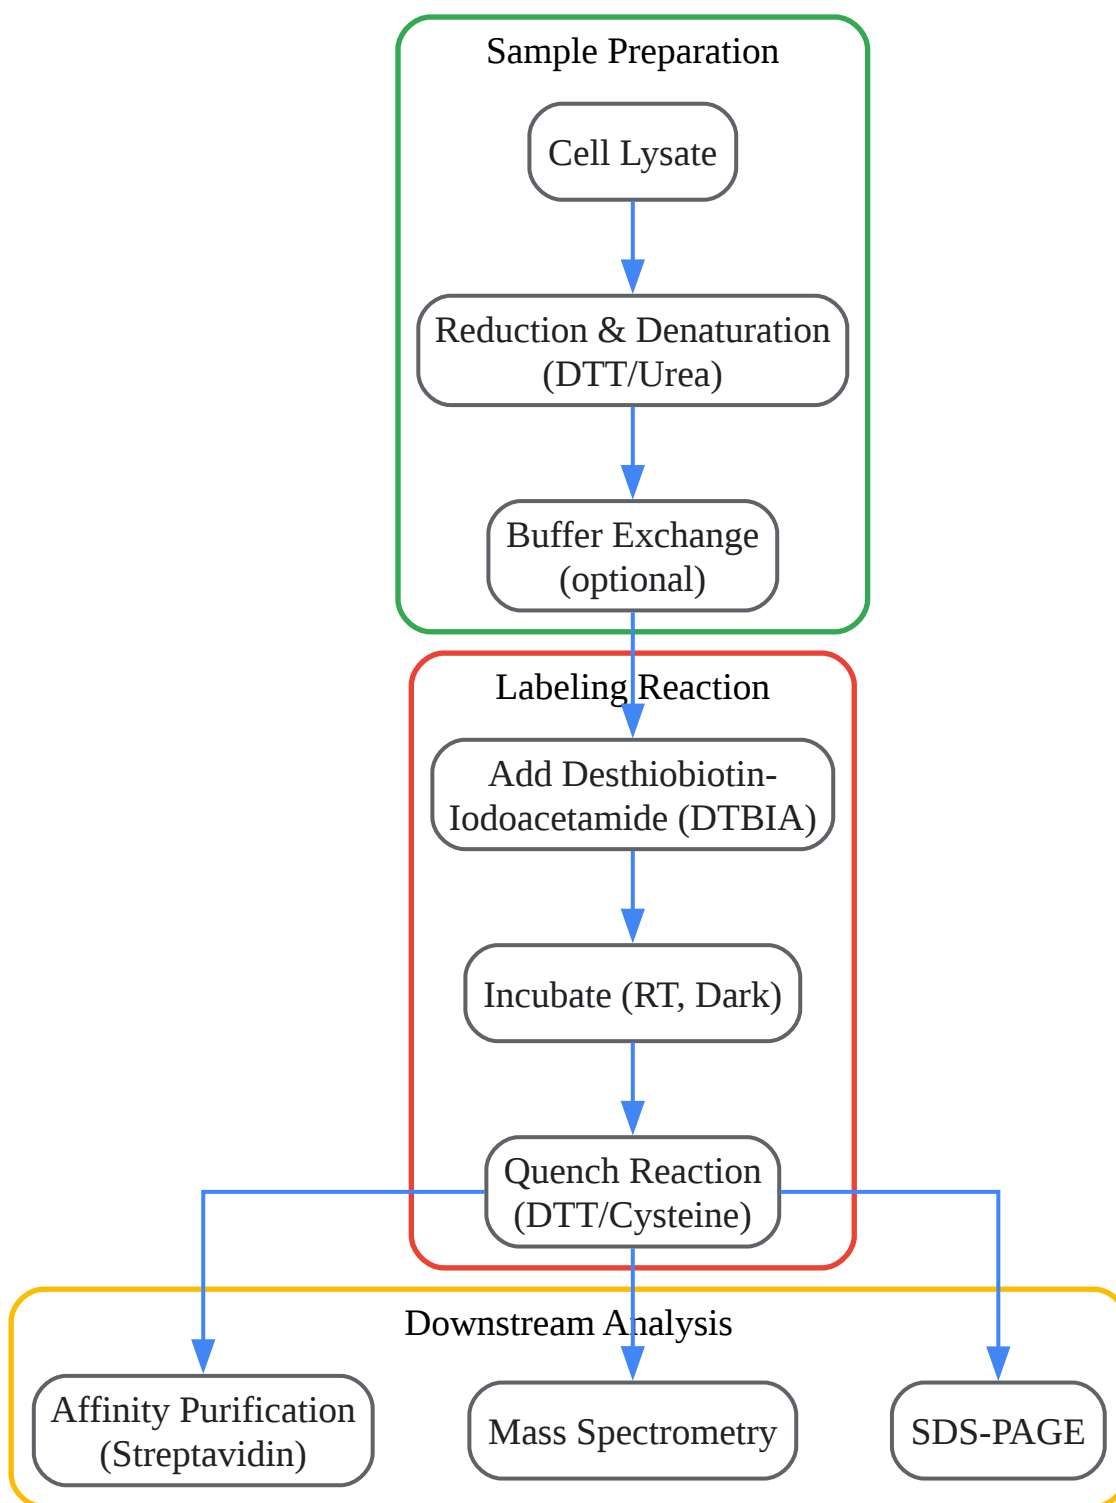 Sample Preparation
Cell Lysate
Reduction & Denaturation
(DTT/Urea)
Buffer Exchange
(optional)
Labeling Reaction
Add Desthiobiotin-
Iodoacetamide (DTBIA)
Incubate (RT, Dark)
Quench Reaction
(DTT/Cysteine)
Downstream Analysis
Affinity Purification
(Streptavidin)
Mass Spectrometry
SDS-PAGE